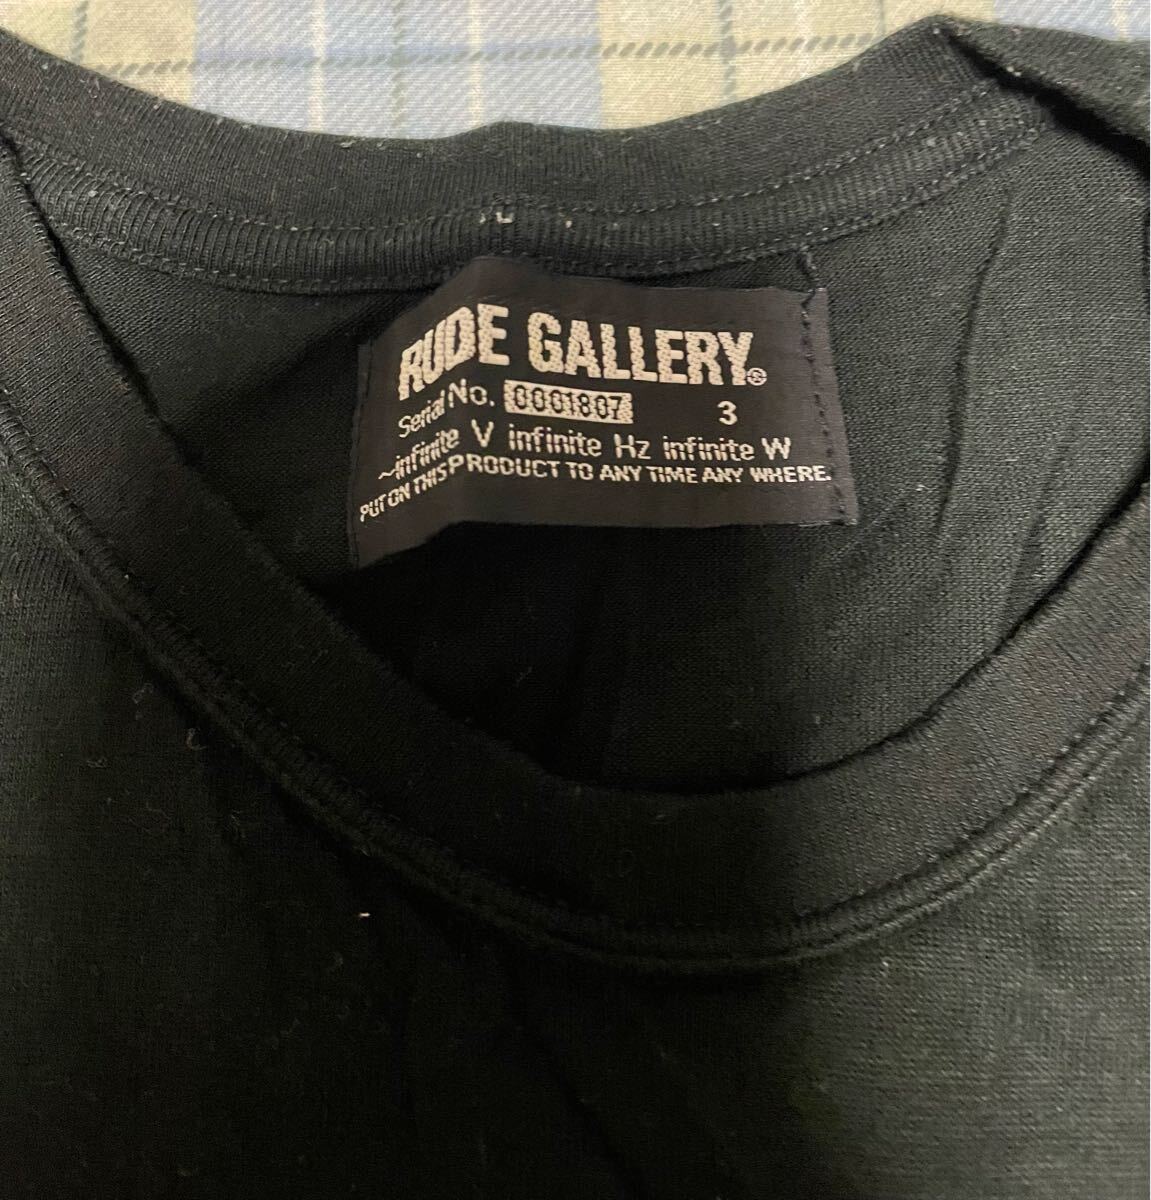 RUDE GALLERY®
Serial No. 0001807 3
~infinite V infinite Hz infinite W
PUT ON THIS PRODUCT TO ANY TIME ANY WHERE.